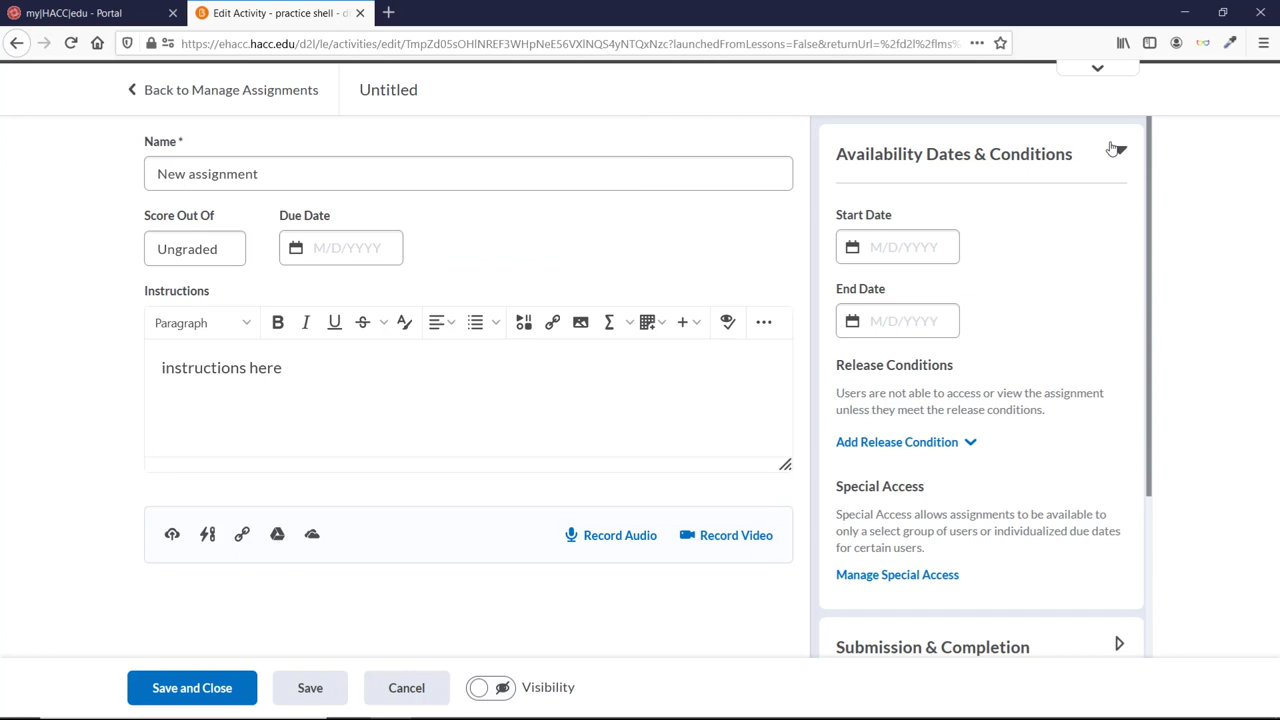 my|HACC|edu - Portal
Edit Activity - practice shell - d
https://ehacc.hacc.edu/d2l/le/activities/edit/TmpZd05sOHlNREF3WHpNeE56VXlNQS4yNTQxNzc?launchedFromLessons=False&returnUrl=%2fd2l%2flms%
Back to Manage Assignments
Untitled
Name *
New assignment
Score Out Of
Due Date
Ungraded
M/D/YYYY
Instructions
Paragraph
B I U S
instructions here
Record Audio
Record Video
Availability Dates & Conditions
Start Date
M/D/YYYY
End Date
M/D/YYYY
Release Conditions
Users are not able to access or view the assignment
unless they meet the release conditions.
Add Release Condition
Special Access
Special Access allows assignments to be available to
only a select group of users or individualized due dates
for certain users.
Manage Special Access
Submission & Completion
Save and Close
Save
Cancel
Visibility